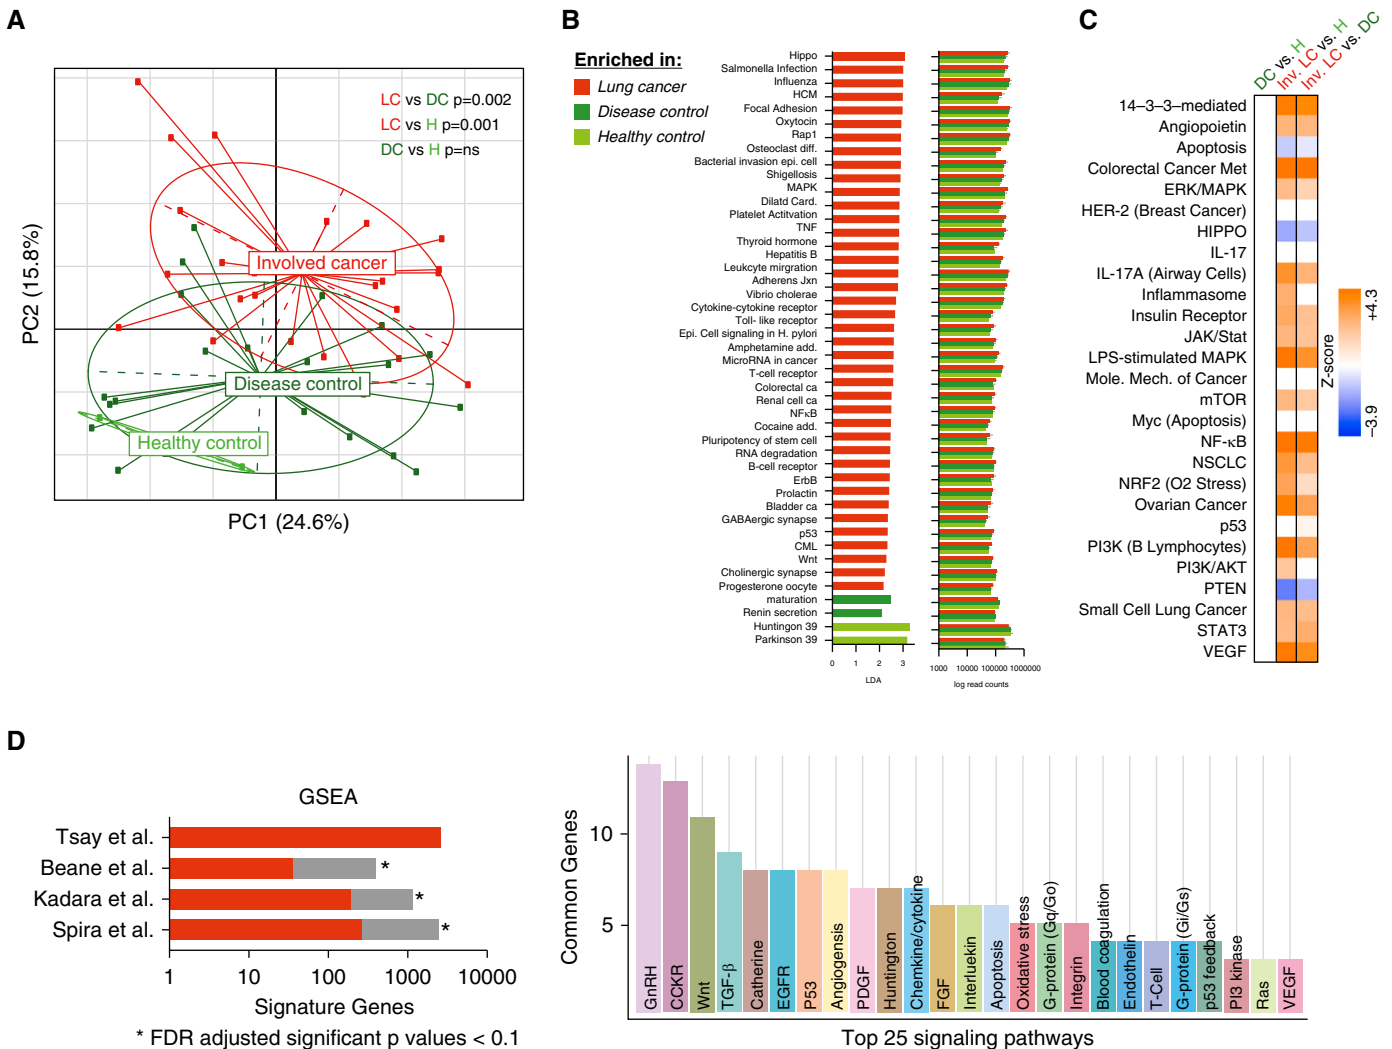 A
LC vs DC p=0.002
LC vs H p=0.001
DC vs H p=ns
Involved cancer
Disease control
Healthy control
PC2 (15.8%)
PC1 (24.6%)
B
Enriched in:
Lung cancer
Disease control
Healthy control
Hippo
Salmonella Infection
Influenza
HCM
Focal Adhesion
Oxytocin
Rap1
Osteoclast diff.
Bacterial invasion epi. cell
Shigellosis
MAPK
Dilatd Card.
Platelet Actitvation
TNF
Thyroid hormone
Hepatitis B
Leukcyte mirgration
Adherens Jxn
Vibrio cholerae
Cytokine-cytokine receptor
Toll- like receptor
Epi. Cell signaling in H. pylori
Amphetamine add.
MicroRNA in cancer
T-cell receptor
Colorectal ca
Renal cell ca
NFκB
Cocaine add.
Pluripotency of stem cell
RNA degradation
B-cell receptor
ErbB
Prolactin
Bladder ca
GABAergic synapse
p53
CML
Wnt
Cholinergic synapse
Progesterone oocyte
maturation
Renin secretion
Huntingon 39
Parkinson 39
0 1 2 3
LDA
1000 10000 100000 1000000
log read counts
C
DC vs. H
Inv. LC vs. H
Inv. LC vs. DC
14–3–3–mediated
Angiopoietin
Apoptosis
Colorectal Cancer Met
ERK/MAPK
HER-2 (Breast Cancer)
HIPPO
IL-17
IL-17A (Airway Cells)
Inflammasome
Insulin Receptor
JAK/Stat
LPS-stimulated MAPK
Mole. Mech. of Cancer
mTOR
Myc (Apoptosis)
NF-κB
NSCLC
NRF2 (O2 Stress)
Ovarian Cancer
p53
PI3K (B Lymphocytes)
PI3K/AKT
PTEN
Small Cell Lung Cancer
STAT3
VEGF
Z-score
+4.3
−3.9
D
GSEA
Tsay et al.
Beane et al. *
Kadara et al. *
Spira et al. *
1 10 100 1000 10000
Signature Genes
* FDR adjusted significant p values < 0.1
Common Genes
10
5
GnRH
CCKR
Wnt
TGF-β
Catherine
EGFR
P53
Angiogensis
PDGF
Huntington
Chemkine/cytokine
FGF
Interluekin
Apoptosis
Oxidative stress
G-protein (Gq/Go)
Integrin
Blood coagulation
Endothelin
T-Cell
G-protein (Gi/Gs)
p53 feedback
PI3 kinase
Ras
VEGF
Top 25 signaling pathways